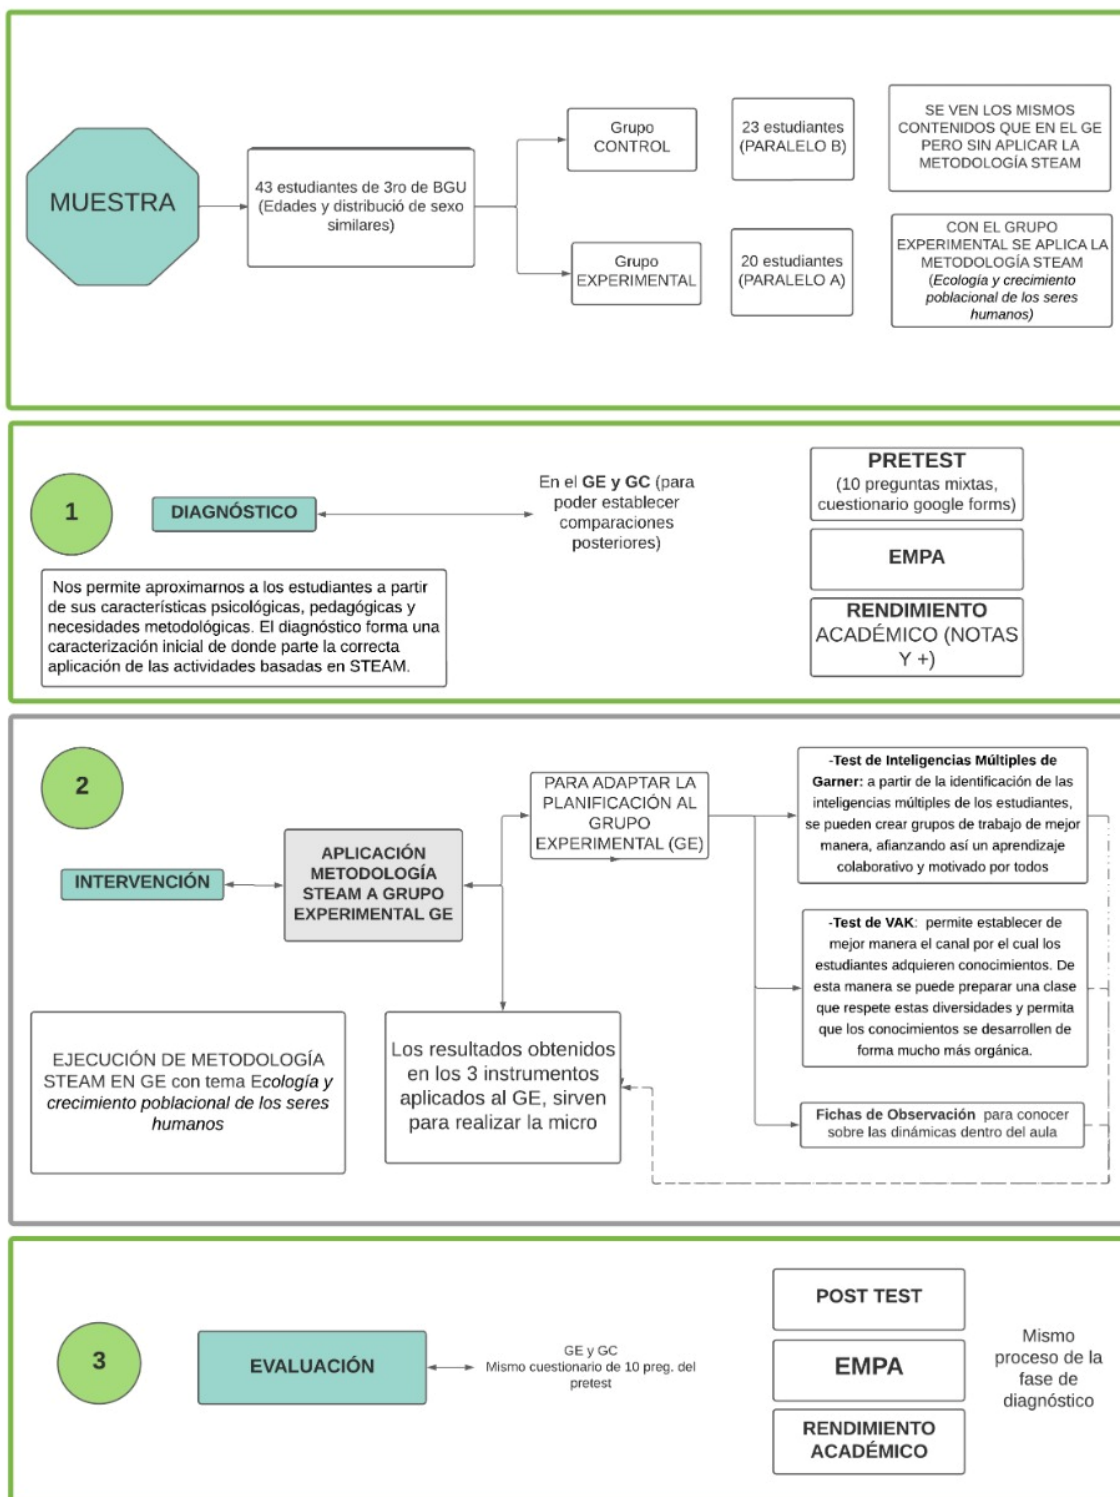 MUESTRA
43 estudiantes de 3ro de BGU
(Edades y distribució de sexo
similares)
Grupo
CONTROL
23 estudiantes
(PARALELO B)
SE VEN LOS MISMOS
CONTENIDOS QUE EN EL GE
PERO SIN APLICAR LA
METODOLOGÍA STEAM
Grupo
EXPERIMENTAL
20 estudiantes
(PARALELO A)
CON EL GRUPO
EXPERIMENTAL SE APLICA LA
METODOLOGÍA STEAM
(Ecología y crecimiento
poblacional de los seres
humanos)
1
DIAGNÓSTICO
En el GE y GC (para
poder establecer
comparaciones
posteriores)
PRETEST
(10 preguntas mixtas,
cuestionario google forms)
EMPA
RENDIMIENTO
ACADÉMICO (NOTAS
Y +)
Nos permite aproximarnos a los estudiantes a partir
de sus características psicológicas, pedagógicas y
necesidades metodológicas. El diagnóstico forma una
caracterización inicial de donde parte la correcta
aplicación de las actividades basadas en STEAM.
2
INTERVENCIÓN
APLICACIÓN
METODOLOGÍA
STEAM A GRUPO
EXPERIMENTAL GE
PARA ADAPTAR LA
PLANIFICACIÓN AL
GRUPO
EXPERIMENTAL (GE)
-Test de Inteligencias Múltiples de
Garner: a partir de la identificación de las
inteligencias múltiples de los estudiantes,
se pueden crear grupos de trabajo de mejor
manera, afianzando así un aprendizaje
colaborativo y motivado por todos
-Test de VAK: permite establecer de
mejor manera el canal por el cual los
estudiantes adquieren conocimientos. De
esta manera se puede preparar una clase
que respete estas diversidades y permita
que los conocimientos se desarrollen de
forma mucho más orgánica.
Fichas de Observación para conocer
sobre las dinámicas dentro del aula
EJECUCIÓN DE METODOLOGÍA
STEAM EN GE con tema Ecología y
crecimiento poblacional de los seres
humanos
Los resultados obtenidos
en los 3 instrumentos
aplicados al GE, sirven
para realizar la micro
3
EVALUACIÓN
GE y GC
Mismo cuestionario de 10 preg. del
pretest
POST TEST
EMPA
RENDIMIENTO
ACADÉMICO
Mismo
proceso de la
fase de
diagnóstico